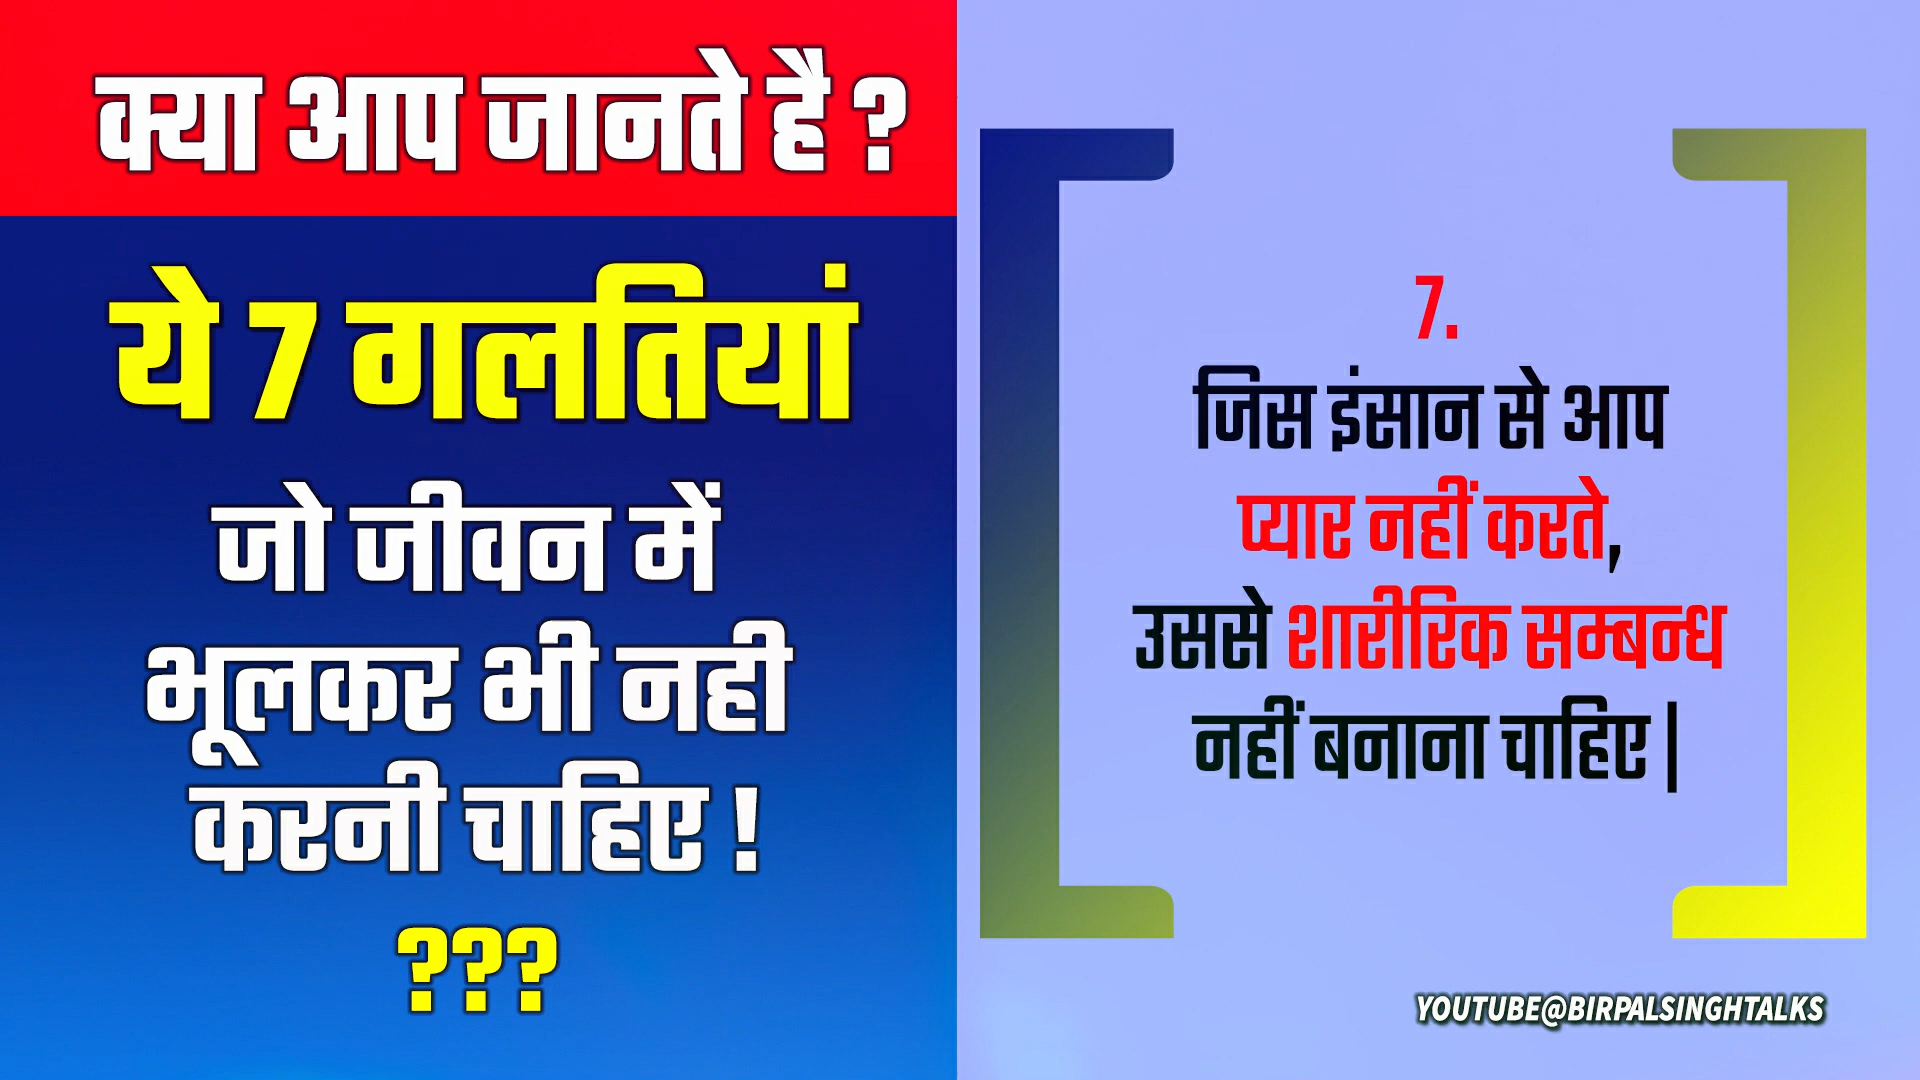 क्या आप जानते है ?
ये 7 गलतियां
जो जीवन में
भूलकर भी नही
करनी चाहिए !
???
7.
जिस इंसान से आप
प्यार नहीं करते,
उससे शारीरिक सम्बन्ध
नहीं बनाना चाहिए |
YOUTUBE@BIRPALSINGHTALKS